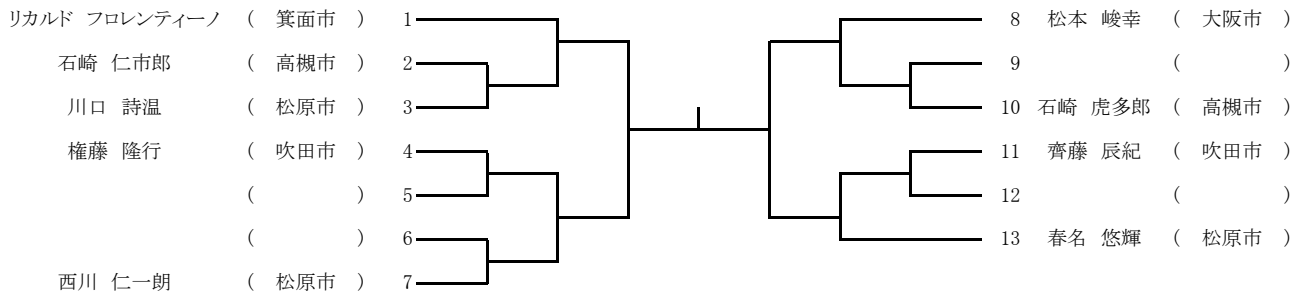 リカルド フロレンティーノ ( 箕面市 ) 1
石崎 仁市郎 ( 高槻市 ) 2
川口 詩温 ( 松原市 ) 3
権藤 隆行 ( 吹田市 ) 4
( ) 5
( ) 6
西川 仁一朗 ( 松原市 ) 7
8 松本 峻幸 ( 大阪市 )
9 ( )
10 石崎 虎多郎 ( 高槻市 )
11 齊藤 辰紀 ( 吹田市 )
12 ( )
13 春名 悠輝 ( 松原市 )